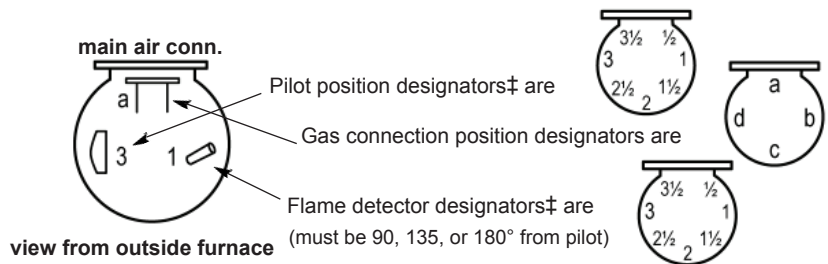 main air conn.
a
3 1
view from outside furnace
Pilot position designators‡ are
Gas connection position designators are
Flame detector designators‡ are
(must be 90, 135, or 180° from pilot)
3½ ½
3 1
2½ 1½
2
a
d b
c
3½ ½
3 1
2½ 1½
2